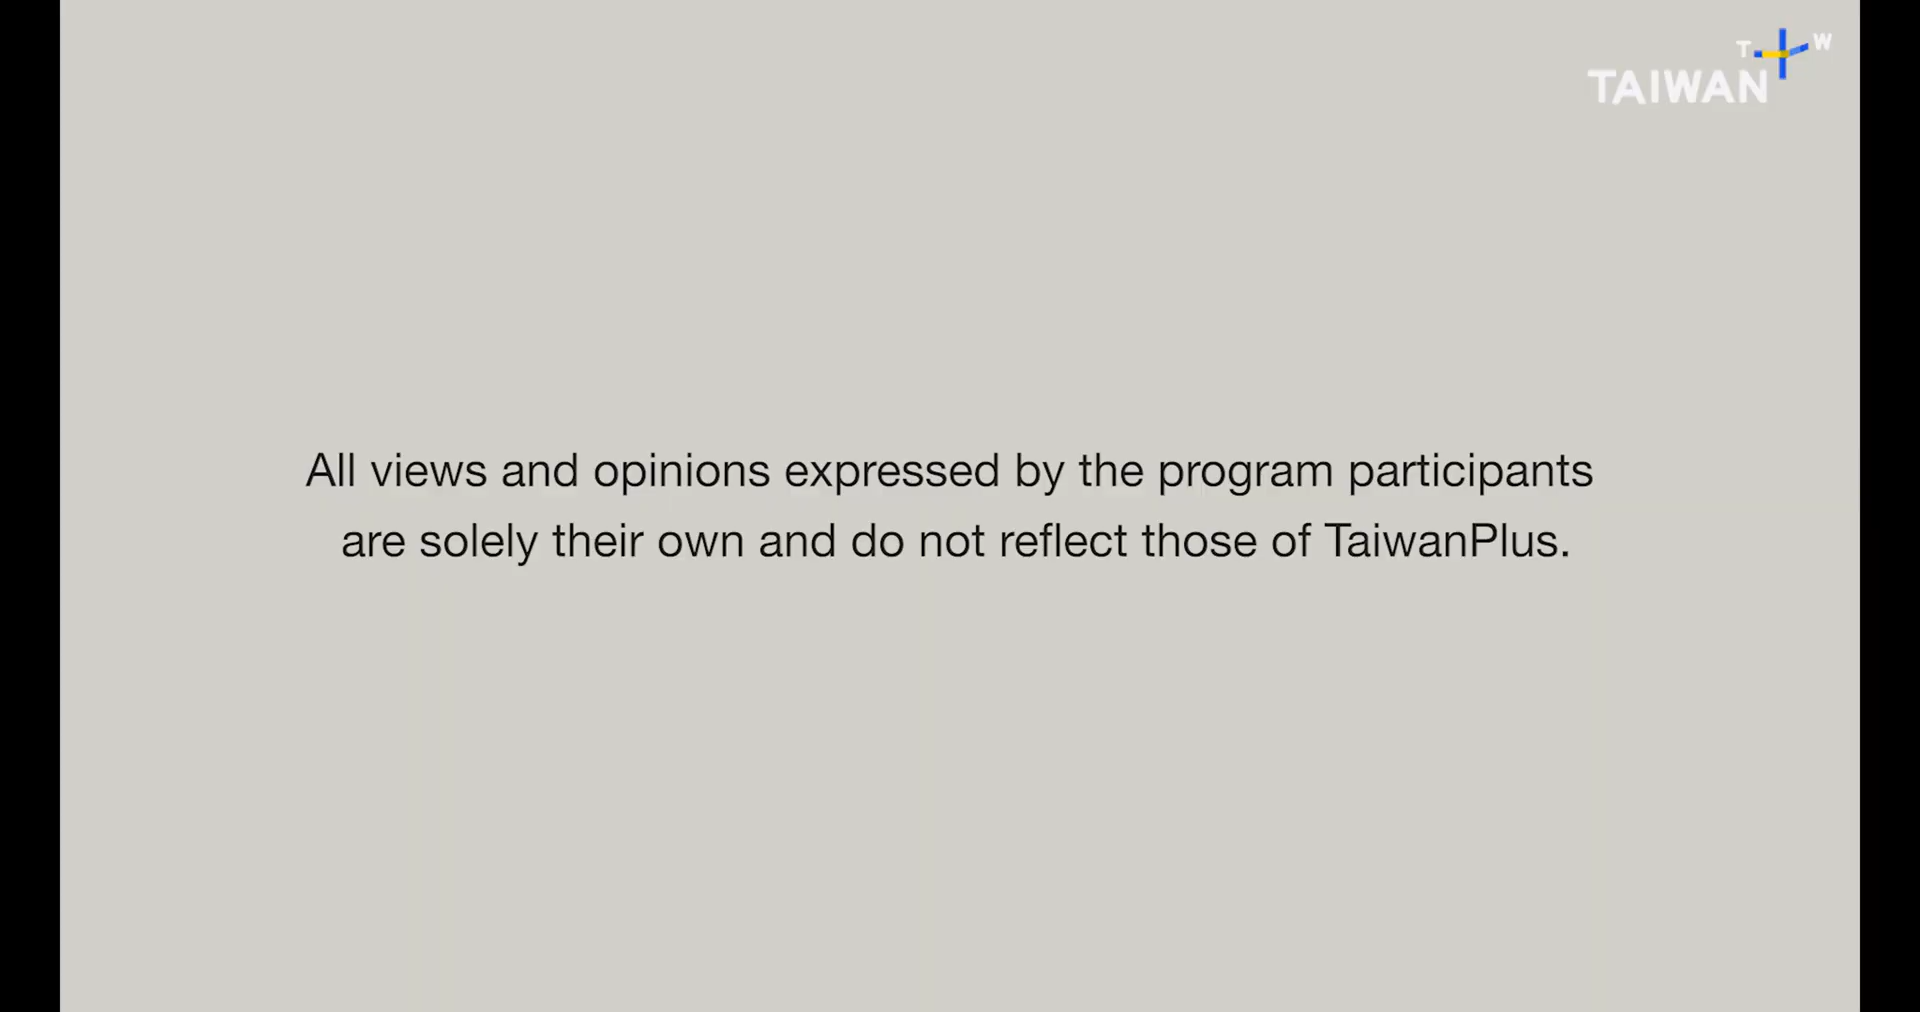 T W
TAIWAN
All views and opinions expressed by the program participants
are solely their own and do not reflect those of TaiwanPlus.